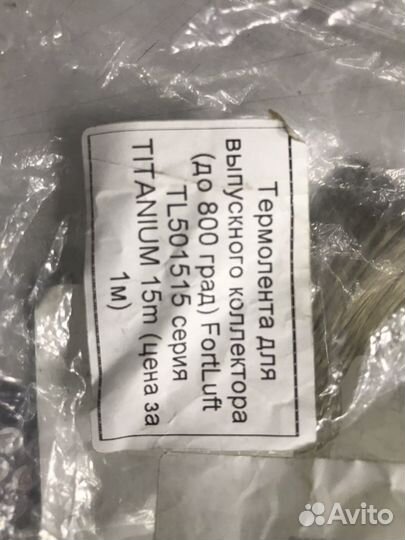 Термолента для
выпускного коллектора
(до 800 град) FortLuft
TL501515 серия
TITANIUM 15m (цена за
1м)
Avito